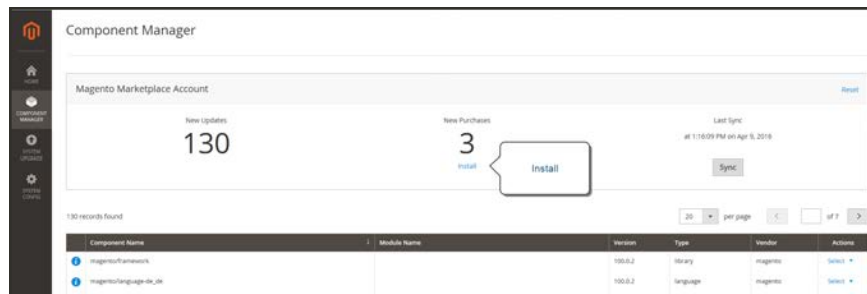 Component Manager
HOME
COMPONENT MANAGER
SYSTEM UPGRADE
SYSTEM CONFIG
Magento Marketplace Account
Reset
New Updates
New Purchases
Last Sync
130
3
at 1:16:09 PM on Apr 9, 2016
Install
Install
Sync
130 records found
20 per page of 7
Component Name Module Name Version Type Vendor Actions
magento/framework 100.0.2 library magento Select
magento/language-de_de 100.0.2 language magento Select